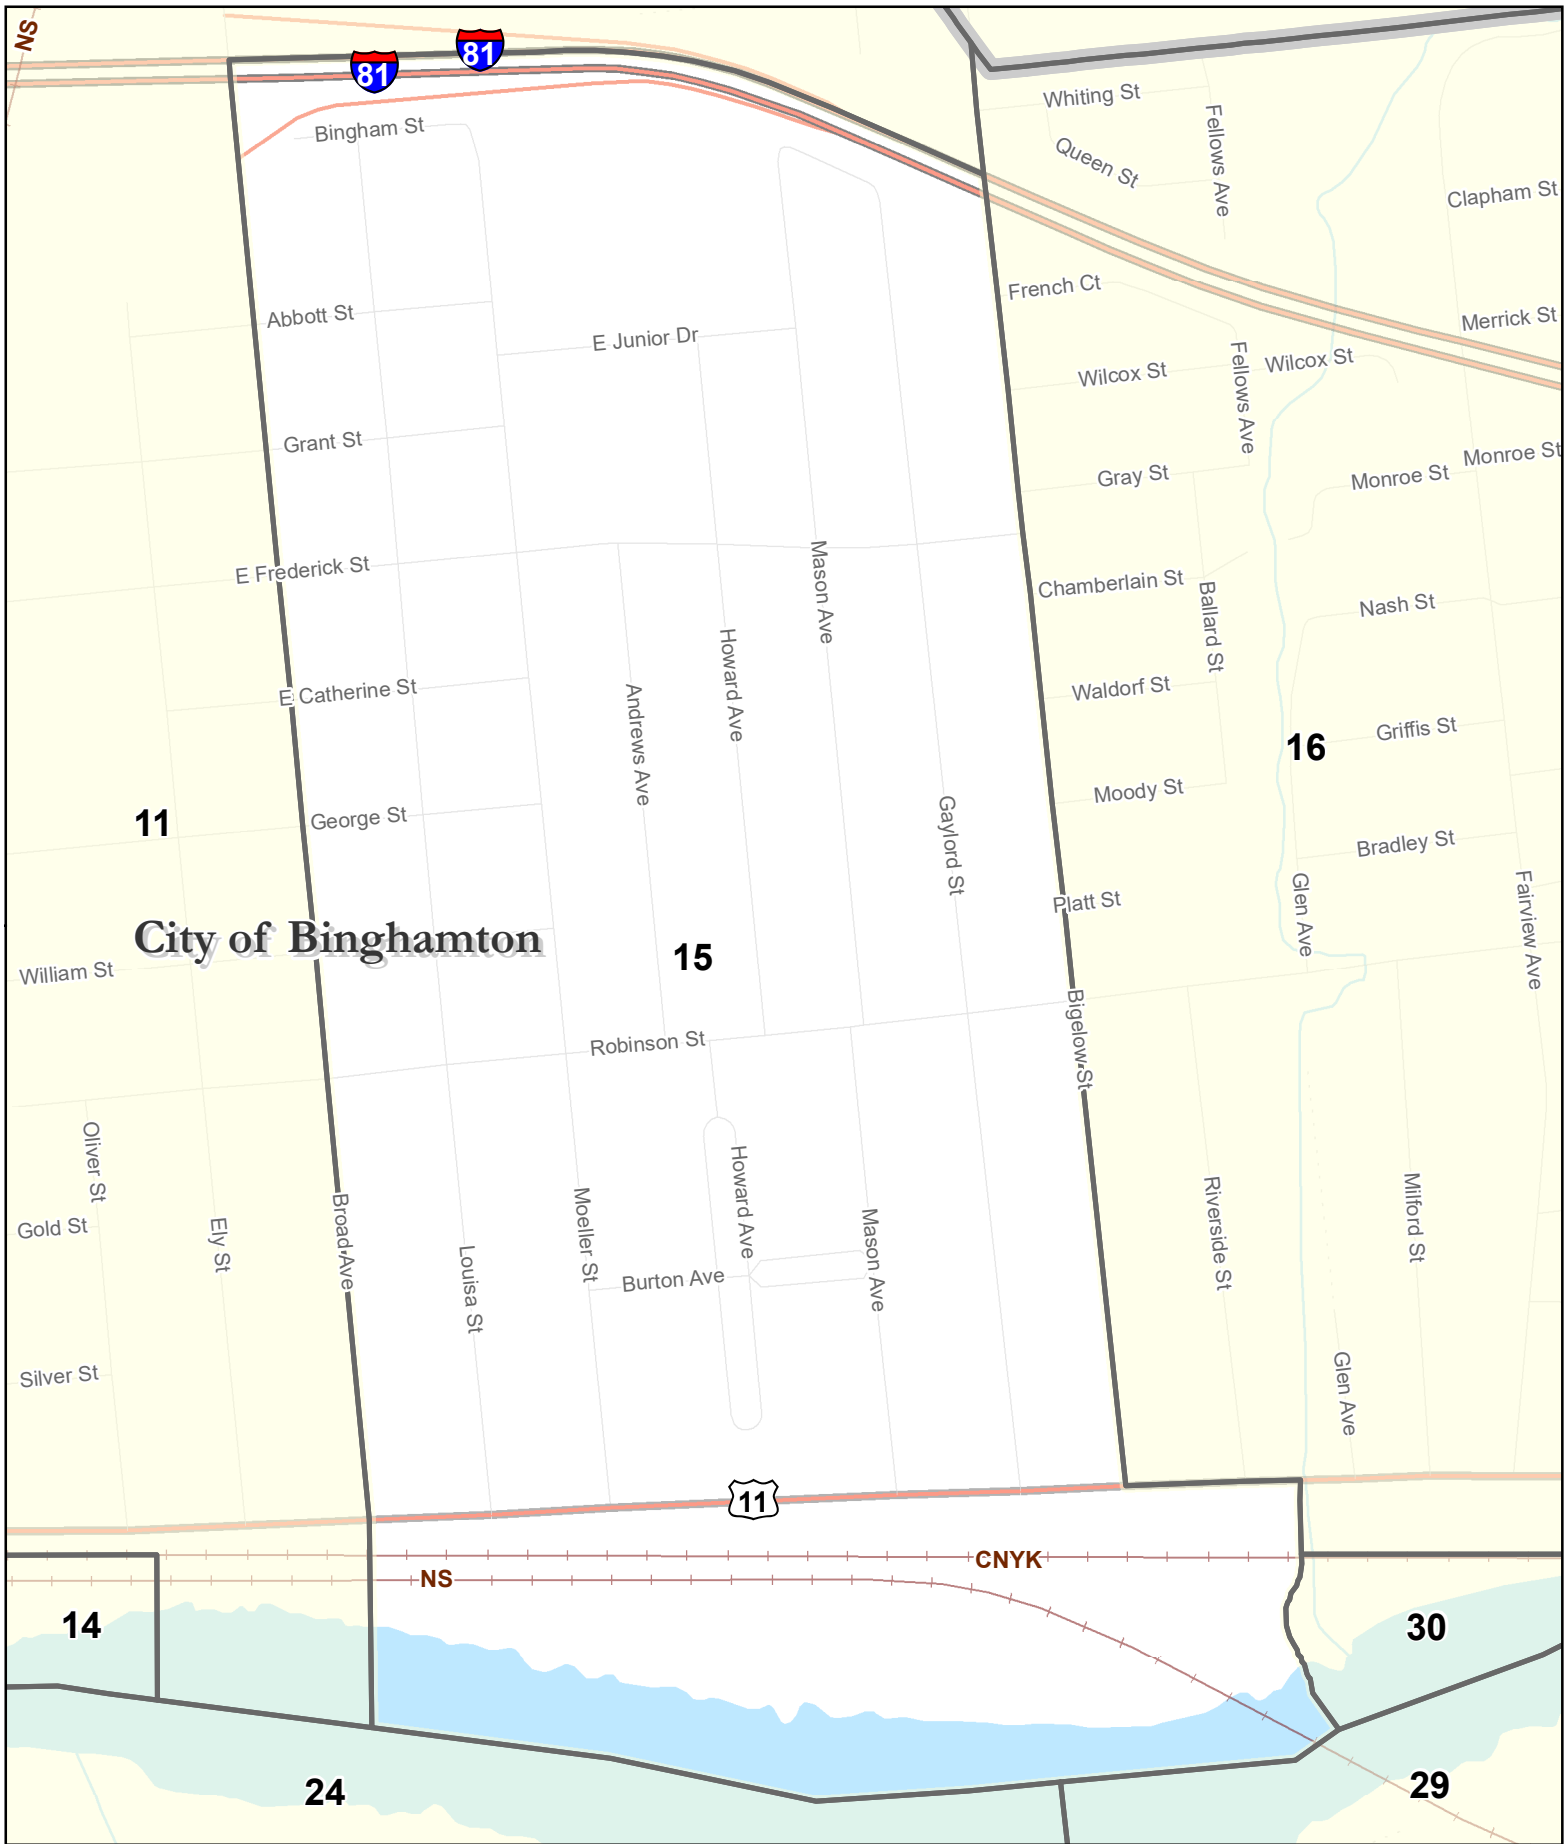 NS
81
81
Bingham St
Whiting St
Fellows Ave
Queen St
Clapham St
French Ct
Abbott St
E Junior Dr
Merrick St
Wilcox St
Fellows Ave
Wilcox St
Grant St
Gray St
Monroe St
Monroe St
E Frederick St
Mason Ave
Chamberlain St
Ballard St
Nash St
E Catherine St
Andrews Ave
Howard Ave
Waldorf St
Griffis St
16
11
George St
Gaylord St
Moody St
Bradley St
Platt St
Glen Ave
Fairview Ave
City of Binghamton
15
William St
Robinson St
Bigelow St
Oliver St
Gold St
Ely St
Broad Ave
Louisa St
Moeller St
Howard Ave
Burton Ave
Mason Ave
Riverside St
Milford St
Silver St
Glen Ave
11
CNYK
NS
14
30
24
29